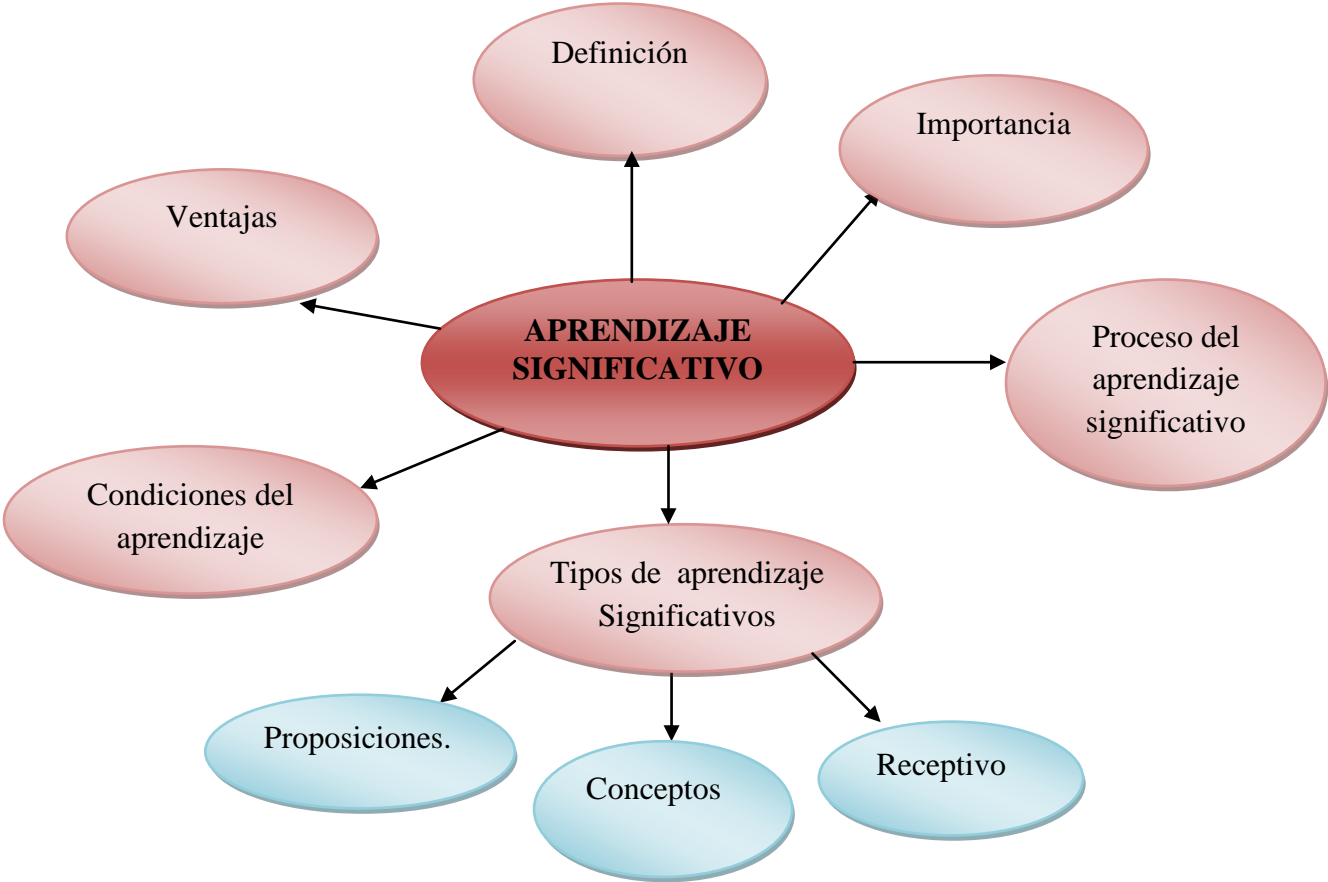 Definición
Importancia
Ventajas
APRENDIZAJE
SIGNIFICATIVO
Proceso del
aprendizaje
significativo
Condiciones del
aprendizaje
Tipos de  aprendizaje
Significativos
Proposiciones.
Conceptos
Receptivo